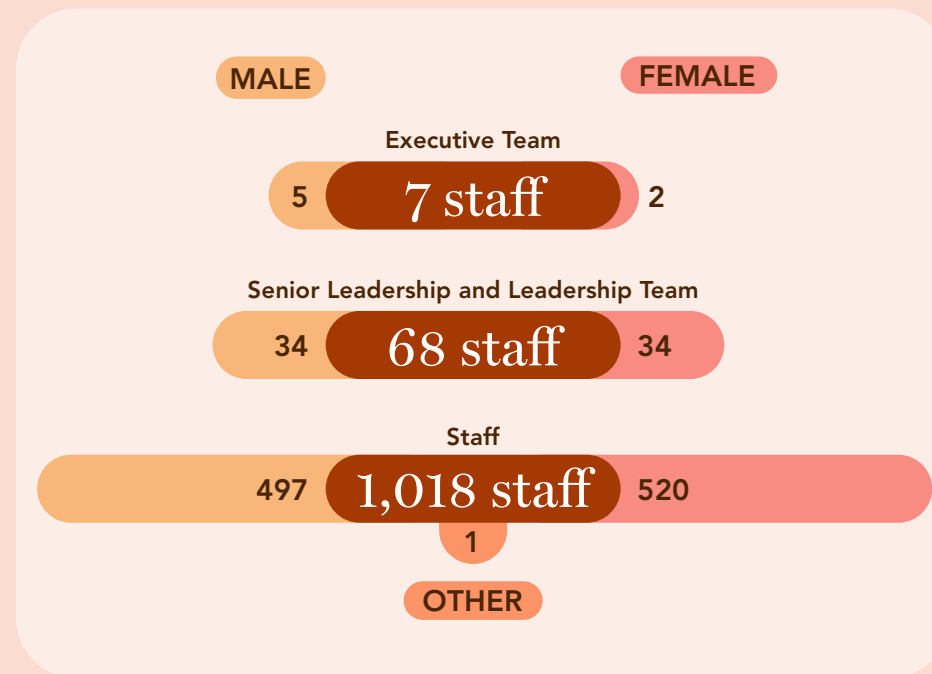 MALE FEMALE
Executive Team
5 7 staff 2
Senior Leadership and Leadership Team
34 68 staff 34
Staff
497 1,018 staff 520
1
OTHER